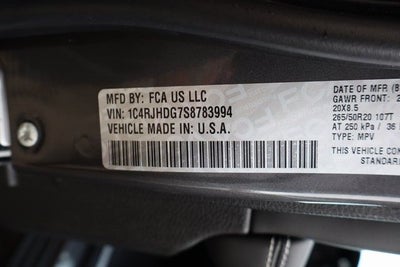 MFD BY: FCA US LLC
VIN: 1C4RJHDG7S8783994
VEHICLE MADE IN: U.S.A.
DATE OF MFR
GAWR FRONT:
20X8.5
265/50R20 107T
AT 250 kPa / 36
TYPE: MPV
THIS VEHICLE
STANDAR